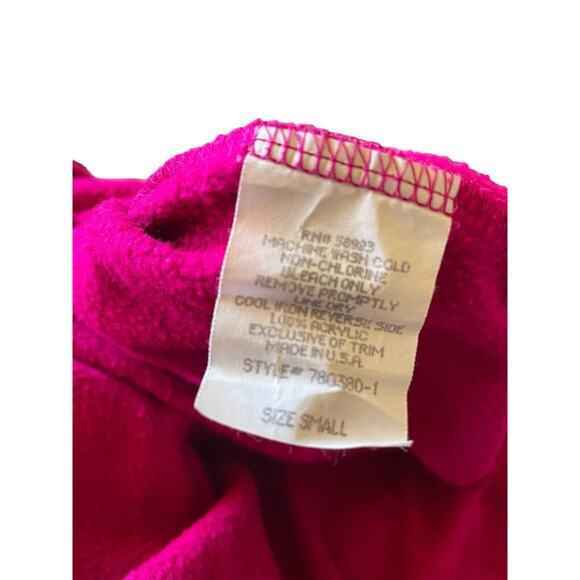 RN# 58923
MACHINE WASH COLD
NON-CHLORINE
BLEACH ONLY
REMOVE PROMPTLY
LINE DRY
COOL IRON REVERSE SIDE
100% ACRYLIC
EXCLUSIVE OF TRIM
MADE IN U.S.A.
STYLE# 780380-1
SIZE SMALL